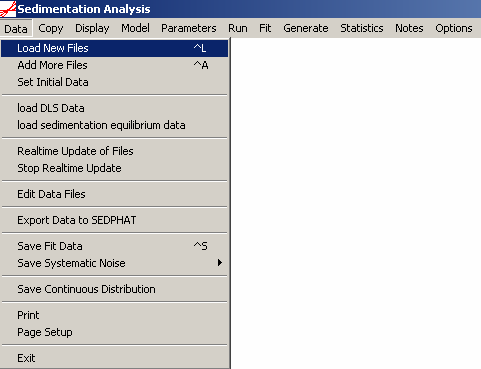 Sedimentation Analysis
Data Copy Display Model Parameters Run Fit Generate Statistics Notes Options
Load New Files ^L
Add More Files ^A
Set Initial Data
load DLS Data
load sedimentation equilibrium data
Realtime Update of Files
Stop Realtime Update
Edit Data Files
Export Data to SEDPHAT
Save Fit Data ^S
Save Systematic Noise
Save Continuous Distribution
Print
Page Setup
Exit